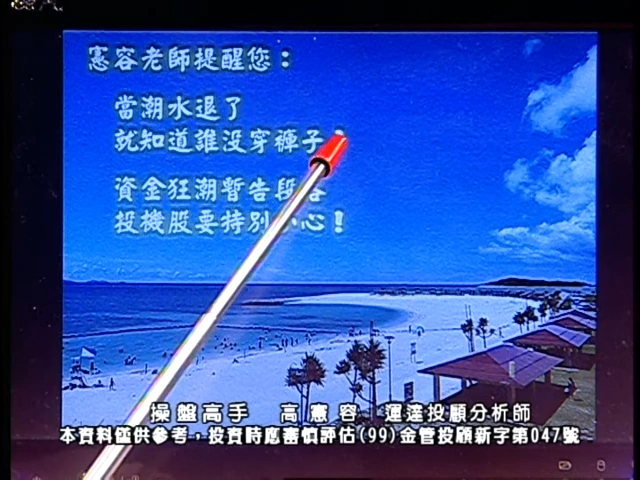 憲容老師提醒您：
當潮水退了
就知道誰沒穿褲子
資金狂潮暫告段
投機股要特別心！
操盤高手 高憲容 運達投顧分析師
本資料僅供參考，投資時應審慎評估(99)金管投顧新字第047號